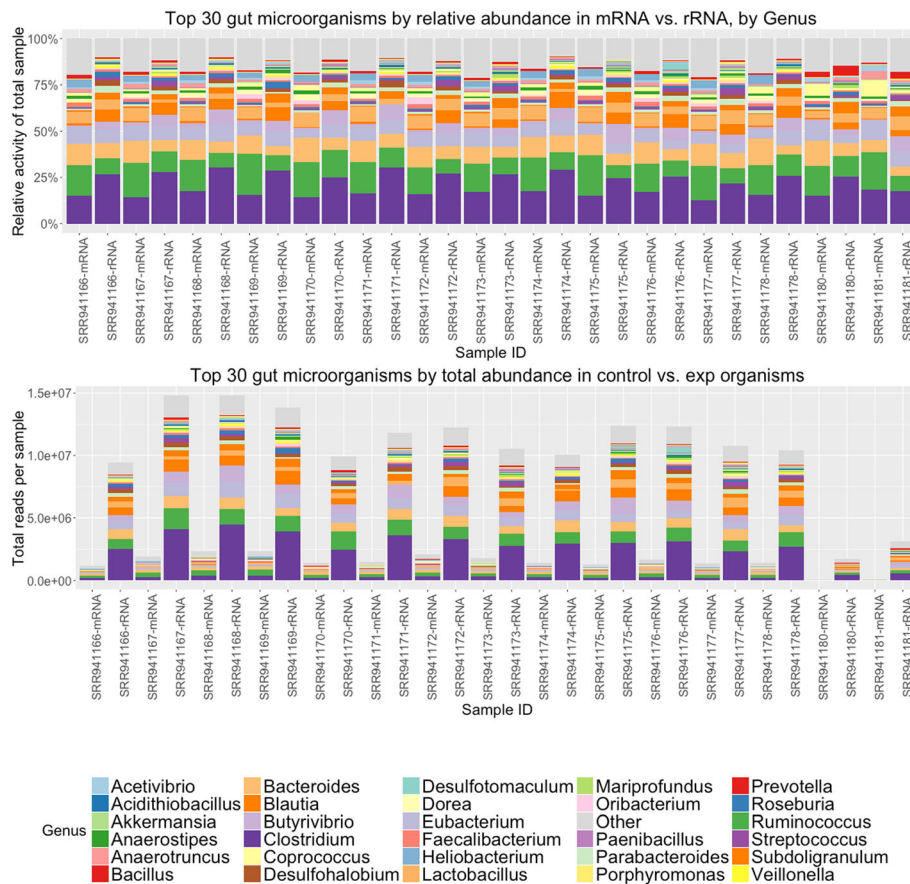 Top 30 gut microorganisms by relative abundance in mRNA vs. rRNA, by Genus
Relative activity of total sample
100%
75%
50%
25%
0%
SRR941166-mRNA
SRR941166-rRNA
SRR941167-mRNA
SRR941167-rRNA
SRR941168-mRNA
SRR941168-rRNA
SRR941169-mRNA
SRR941169-rRNA
SRR941170-mRNA
SRR941170-rRNA
SRR941171-mRNA
SRR941171-rRNA
SRR941172-mRNA
SRR941172-rRNA
SRR941173-mRNA
SRR941173-rRNA
SRR941174-mRNA
SRR941174-rRNA
SRR941175-mRNA
SRR941175-rRNA
SRR941176-mRNA
SRR941176-rRNA
SRR941177-mRNA
SRR941177-rRNA
SRR941178-mRNA
SRR941178-rRNA
SRR941180-mRNA
SRR941180-rRNA
SRR941181-mRNA
SRR941181-rRNA
Sample ID
Top 30 gut microorganisms by total abundance in control vs. exp organisms
Total reads per sample
1.5e+07
1.0e+07
5.0e+06
0.0e+00
SRR941166-mRNA
SRR941166-rRNA
SRR941167-mRNA
SRR941167-rRNA
SRR941168-mRNA
SRR941168-rRNA
SRR941169-mRNA
SRR941169-rRNA
SRR941170-mRNA
SRR941170-rRNA
SRR941171-mRNA
SRR941171-rRNA
SRR941172-mRNA
SRR941172-rRNA
SRR941173-mRNA
SRR941173-rRNA
SRR941174-mRNA
SRR941174-rRNA
SRR941175-mRNA
SRR941175-rRNA
SRR941176-mRNA
SRR941176-rRNA
SRR941177-mRNA
SRR941177-rRNA
SRR941178-mRNA
SRR941178-rRNA
SRR941180-mRNA
SRR941180-rRNA
SRR941181-mRNA
SRR941181-rRNA
Sample ID
Genus
Acetivibrio
Acidithiobacillus
Akkermansia
Anaerostipes
Anaerotruncus
Bacillus
Bacteroides
Blautia
Butyrivibrio
Clostridium
Coprococcus
Desulfohalobium
Desulfotomaculum
Dorea
Eubacterium
Faecalibacterium
Heliobacterium
Lactobacillus
Mariprofundus
Oribacterium
Other
Paenibacillus
Parabacteroides
Porphyromonas
Prevotella
Roseburia
Ruminococcus
Streptococcus
Subdoligranulum
Veillonella